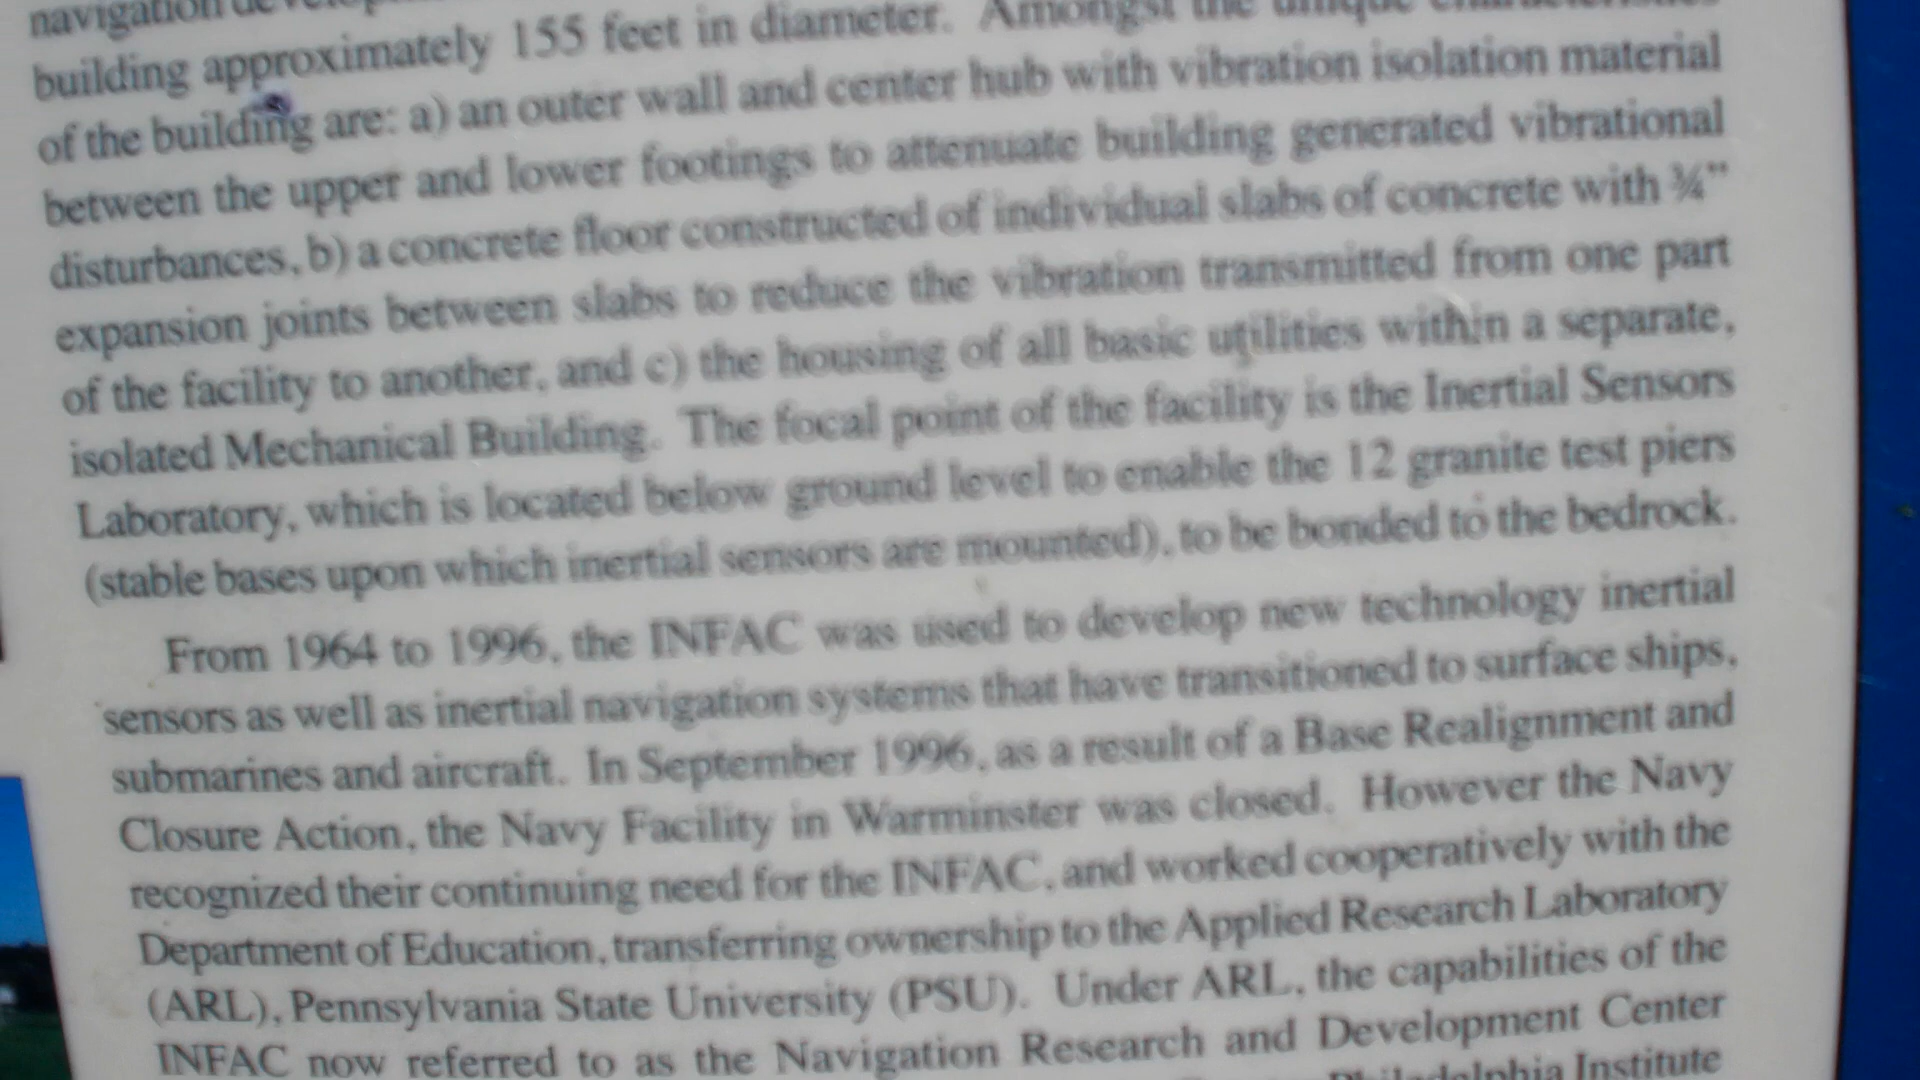 navigation
building approximately 155 feet in diameter. Amongst the unique characteristics
of the building are: a) an outer wall and center hub with vibration isolation material
between the upper and lower footings to attenuate building generated vibrational
disturbances, b) a concrete floor constructed of individual slabs of concrete with ¾”
expansion joints between slabs to reduce the vibration transmitted from one part
of the facility to another, and c) the housing of all basic utilities within a separate,
isolated Mechanical Building. The focal point of the facility is the Inertial Sensors
Laboratory, which is located below ground level to enable the 12 granite test piers
(stable bases upon which inertial sensors are mounted), to be bonded to the bedrock.
From 1964 to 1996, the INFAC was used to develop new technology inertial
sensors as well as inertial navigation systems that have transitioned to surface ships,
submarines and aircraft. In September 1996, as a result of a Base Realignment and
Closure Action, the Navy Facility in Warminster was closed. However the Navy
recognized their continuing need for the INFAC, and worked cooperatively with the
Department of Education, transferring ownership to the Applied Research Laboratory
(ARL), Pennsylvania State University (PSU). Under ARL, the capabilities of the
INFAC now referred to as the Navigation Research and Development Center
Philadelphia Institute